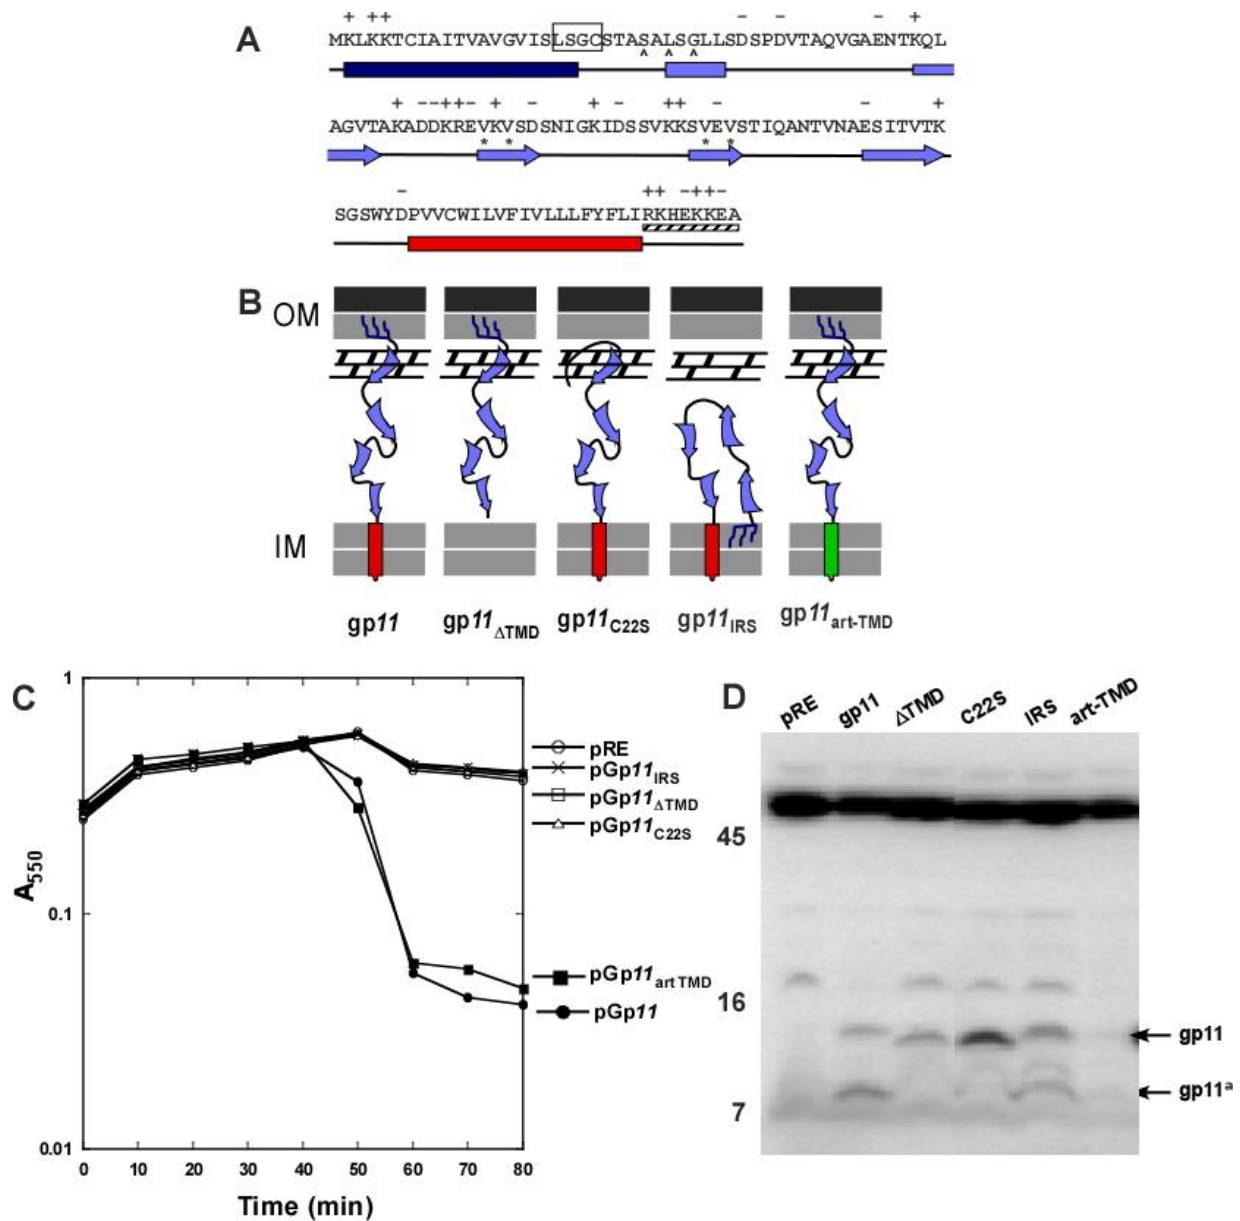 A
+ ++ − − − +
MKLKKTCIAITVAVGVISLSGCSTASALSGLLSDSPDVTAQVGAENTKQL
^ ^ ^
+ −−++− + − + − ++ − − +
AGVTAKADDKREVKVSDSNIGKIDSSVKKSVEVSTIQANTVNAESITVTK
* * * *
− ++ −++−
SGSWYDPVVCWILVFIVLLLFYFLIRKHEKKEA
B
OM
IM
gp11 gp11ΔTMD gp11C22S gp11IRS gp11art-TMD
C
1
0.1
0.01
A550
0 10 20 30 40 50 60 70 80
Time (min)
pRE
pGp11IRS
pGp11ΔTMD
pGp11C22S
pGp11art TMD
pGp11
D
pRE gp11 ΔTMD C22S IRS art-TMD
45
16
7
gp11
gp11a